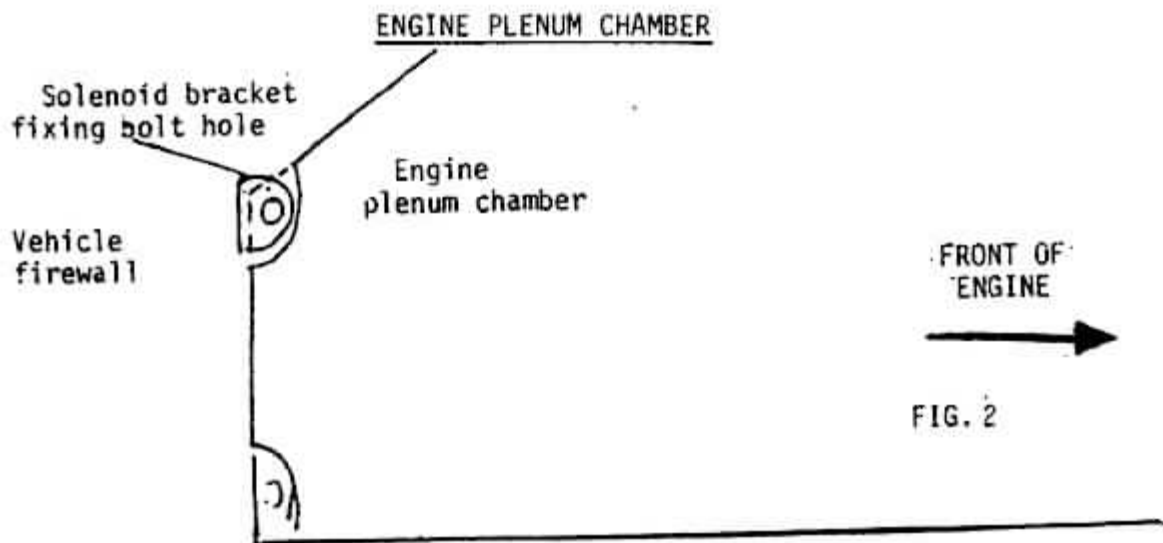 ENGINE PLENUM CHAMBER
Solenoid bracket
fixing bolt hole
Engine
plenum chamber
Vehicle
firewall
FRONT OF
ENGINE
FIG. 2